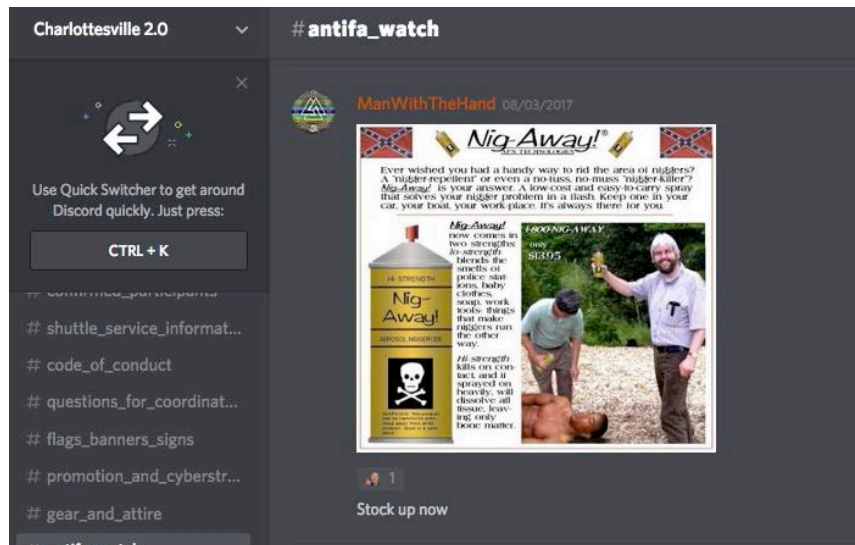 Charlottesville 2.0
Use Quick Switcher to get around
Discord quickly. Just press:
CTRL + K
# confirmed_participants
# shuttle_service_informat...
# code_of_conduct
# questions_for_coordinat...
# flags_banners_signs
# promotion_and_cyberstr...
# gear_and_attire
#antifa_watch
ManWithTheHand 08/03/2017
Nig-Away!®
Ever wished you had a handy way to rid the area of niggers?
A "nigger-repellent" or even a no-fuss, no-muss "nigger-killer"?
Nig-Away! is your answer. A low-cost and easy-to-carry spray
that solves your nigger problem in a flash. Keep one in your
car, your boat, your work-place. It's always there for you.
HI-STRENGTH
Nig-
Away!
AEROSOL NIGGERCIDE
Nig-Away!
now comes in
two strengths:
lo-strength
blends the
smells of
police stat-
ions, baby
clothes,
soap, work
tools- things
that make
niggers run
the other
way.
Hi-strength
kills on con-
tact, and if
sprayed on
heavily, will
dissolve all
tissue, leav-
ing only
bone matter.
1-800-NIG-AWAY
only
$13.95
1
Stock up now